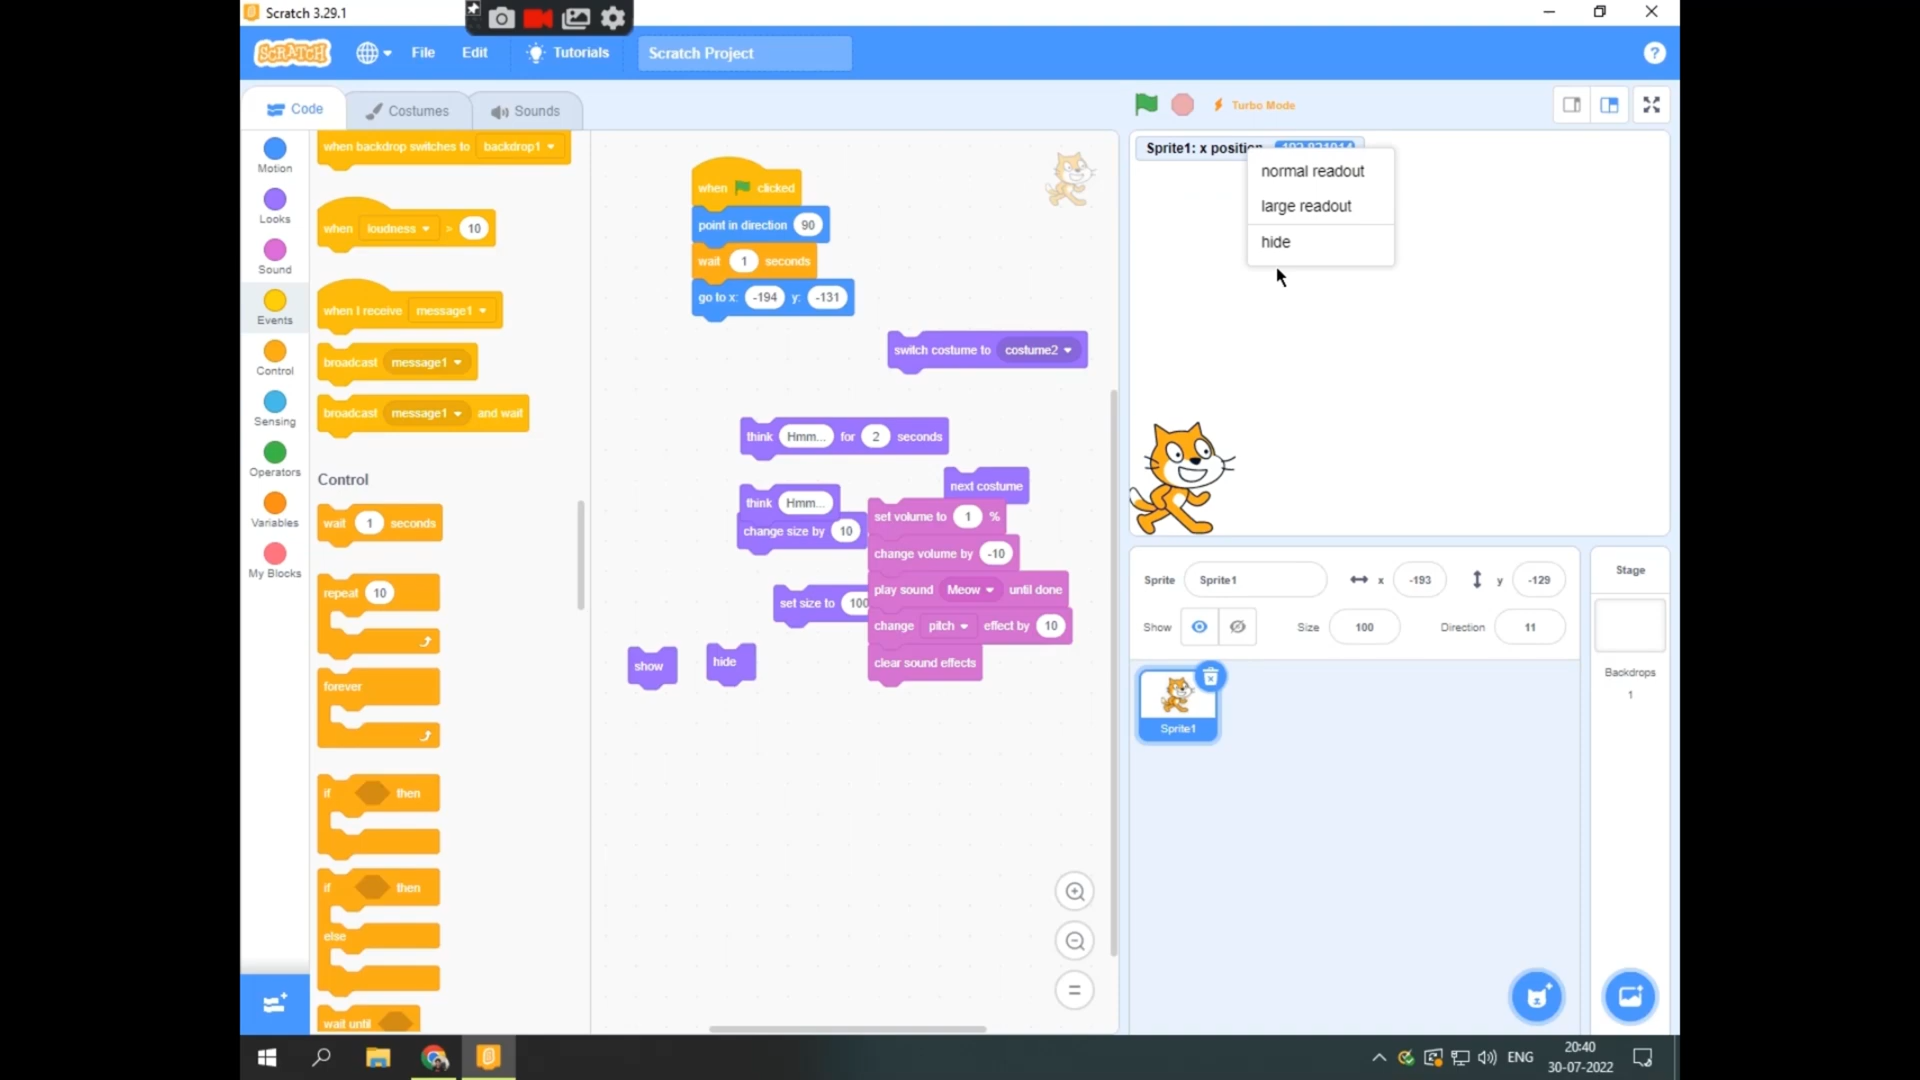 Scratch 3.29.1
SCRATCH
File
Edit
Tutorials
Scratch Project
?
Code
Costumes
Sounds
Turbo Mode
Motion
Looks
Sound
Events
Control
Sensing
Operators
Variables
My Blocks
when backdrop switches to backdrop1
when loudness > 10
when I receive message1
broadcast message1
broadcast message1 and wait
Control
wait 1 seconds
repeat 10
forever
if then
if then
else
wait until
when clicked
point in direction 90
wait 1 seconds
go to x: -194 y: -131
switch costume to costume2
think Hmm... for 2 seconds
next costume
think Hmm...
change size by 10
set volume to 1 %
change volume by -10
set size to 100
play sound Meow until done
change pitch effect by 10
clear sound effects
show
hide
=
Sprite1: x position
normal readout
large readout
hide
Sprite Sprite1 x -193 y -129
Show Size 100 Direction 11
Sprite1
Stage
Backdrops
1
ENG
20:40
30-07-2022